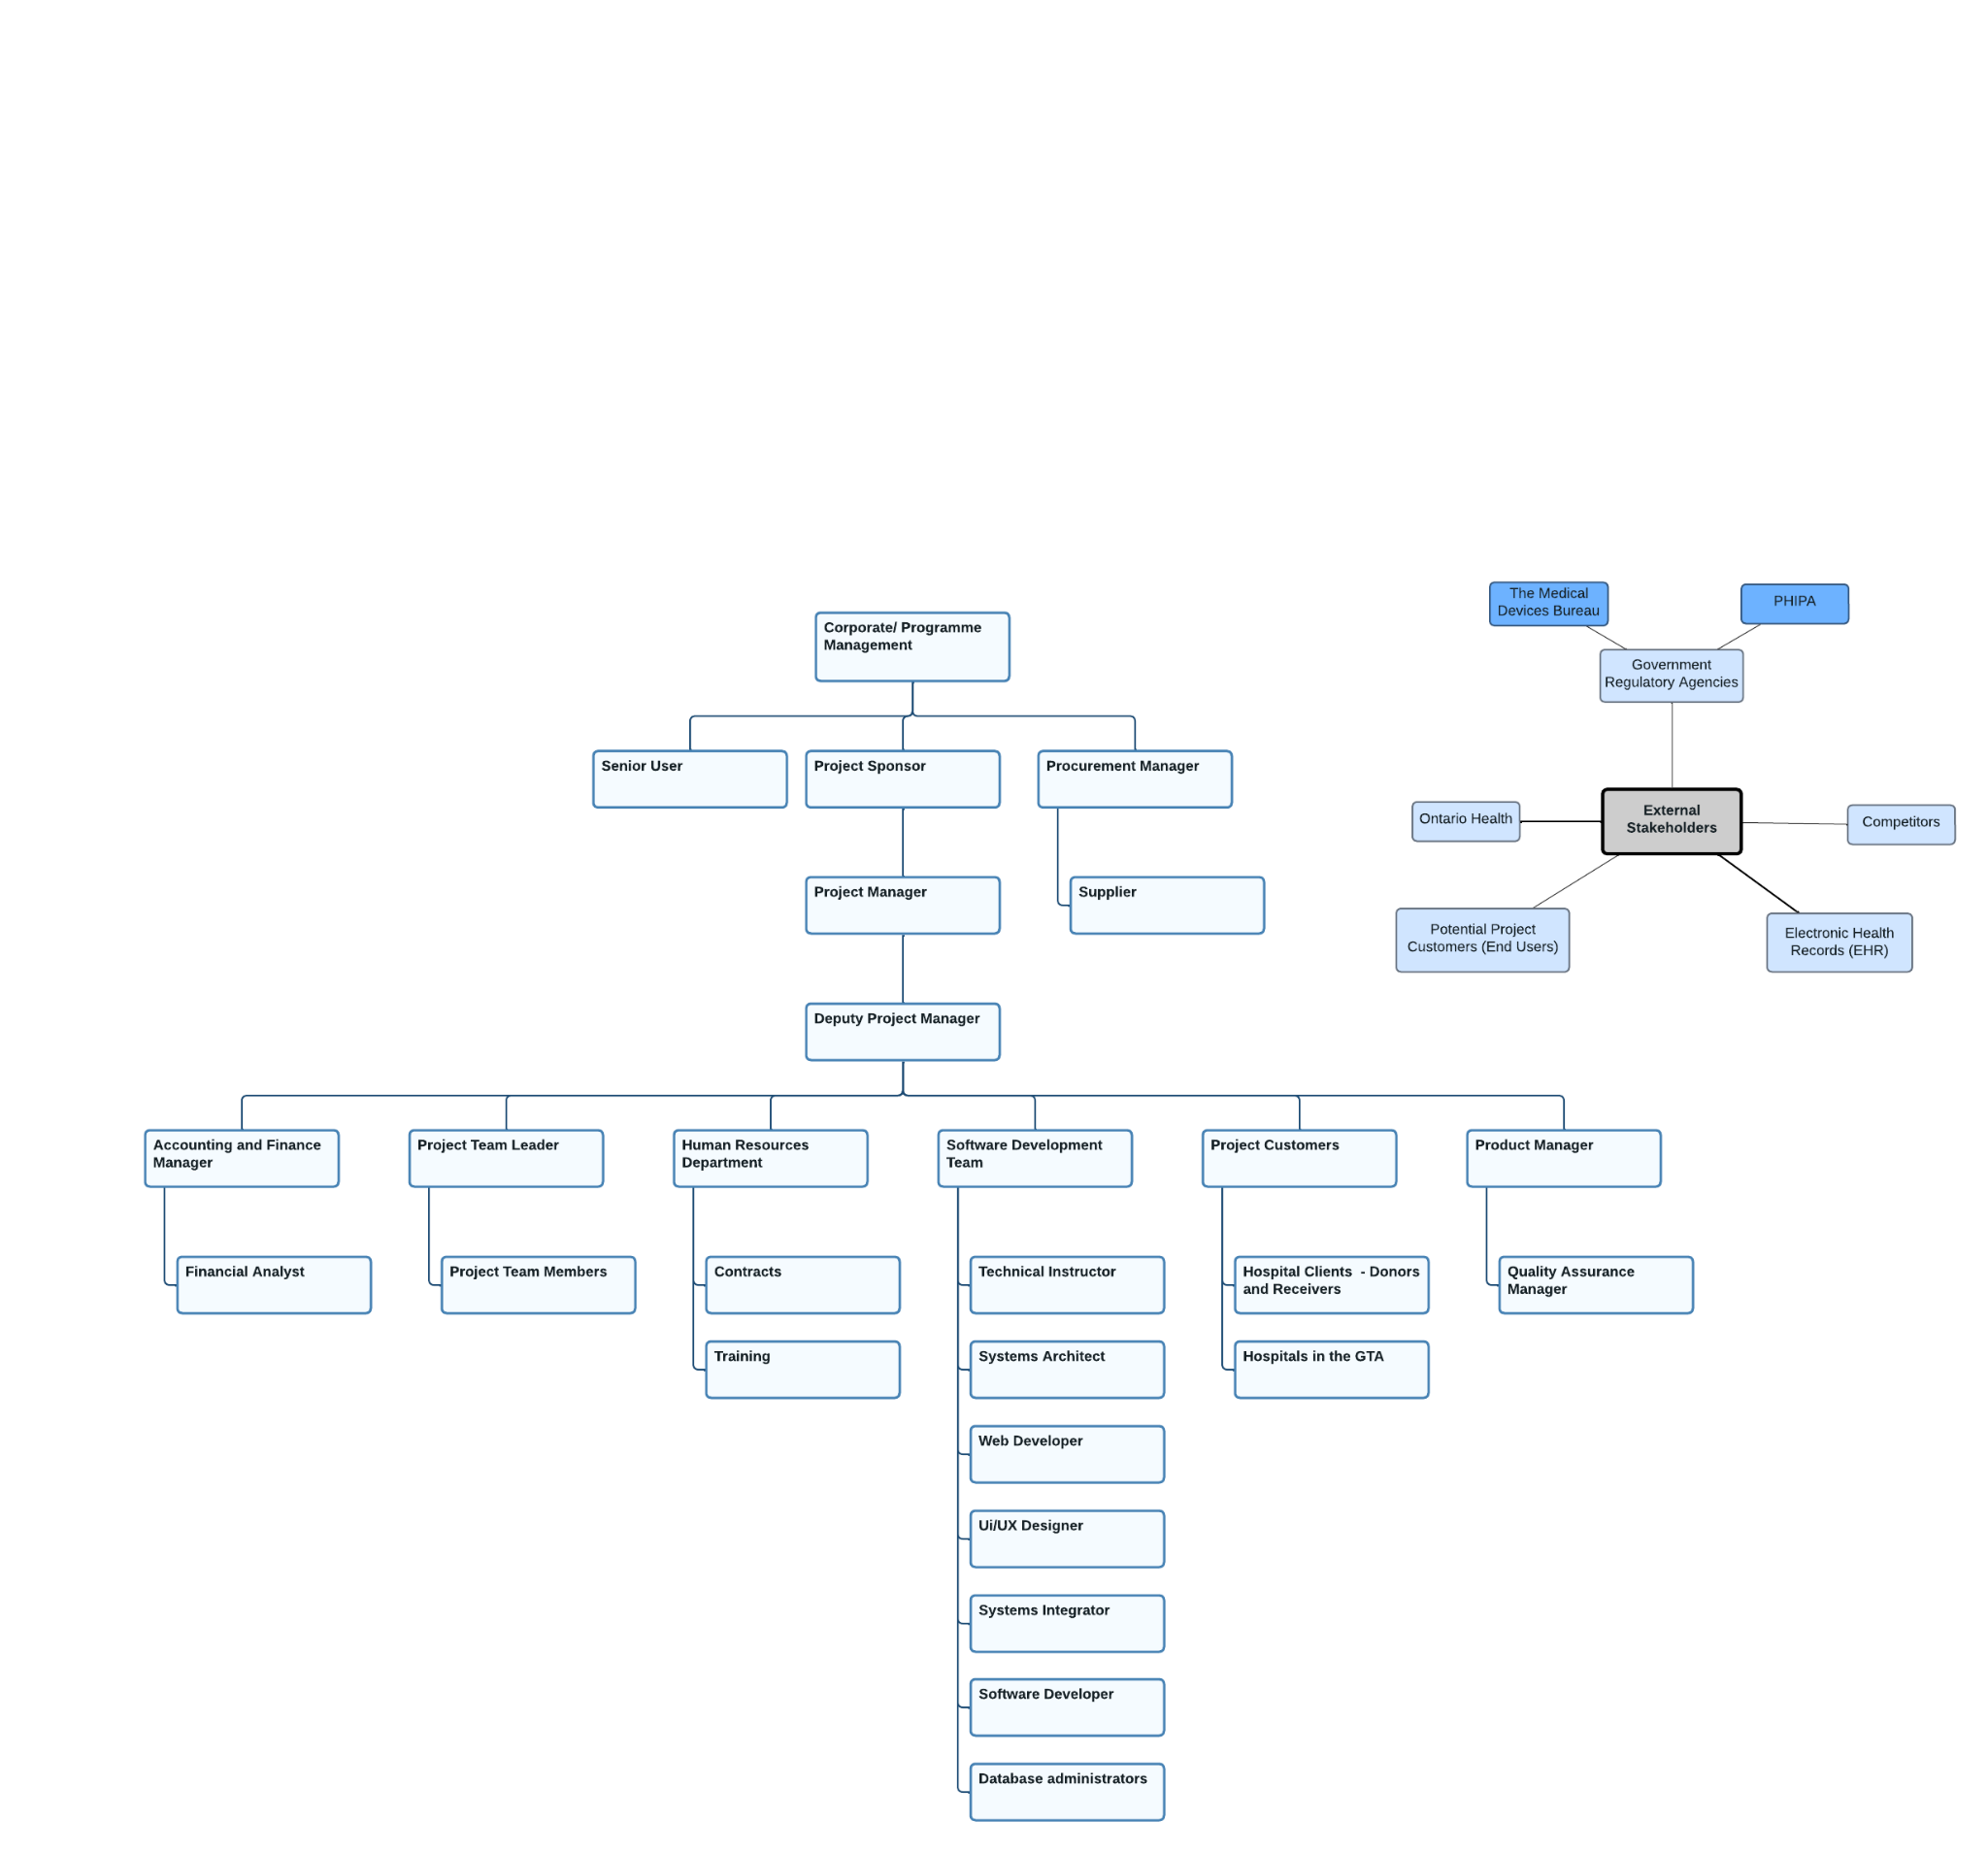 The Medical
Devices Bureau
PHIPA
Corporate/ Programme
Management
Government
Regulatory Agencies
Senior User
Project Sponsor
Procurement Manager
Ontario Health
External
Stakeholders
Competitors
Project Manager
Supplier
Potential Project
Customers (End Users)
Electronic Health
Records (EHR)
Deputy Project Manager
Accounting and Finance
Manager
Project Team Leader
Human Resources
Department
Software Development
Team
Project Customers
Product Manager
Financial Analyst
Project Team Members
Contracts
Technical Instructor
Hospital Clients  - Donors
and Receivers
Quality Assurance
Manager
Training
Systems Architect
Hospitals in the GTA
Web Developer
Ui/UX Designer
Systems Integrator
Software Developer
Database administrators